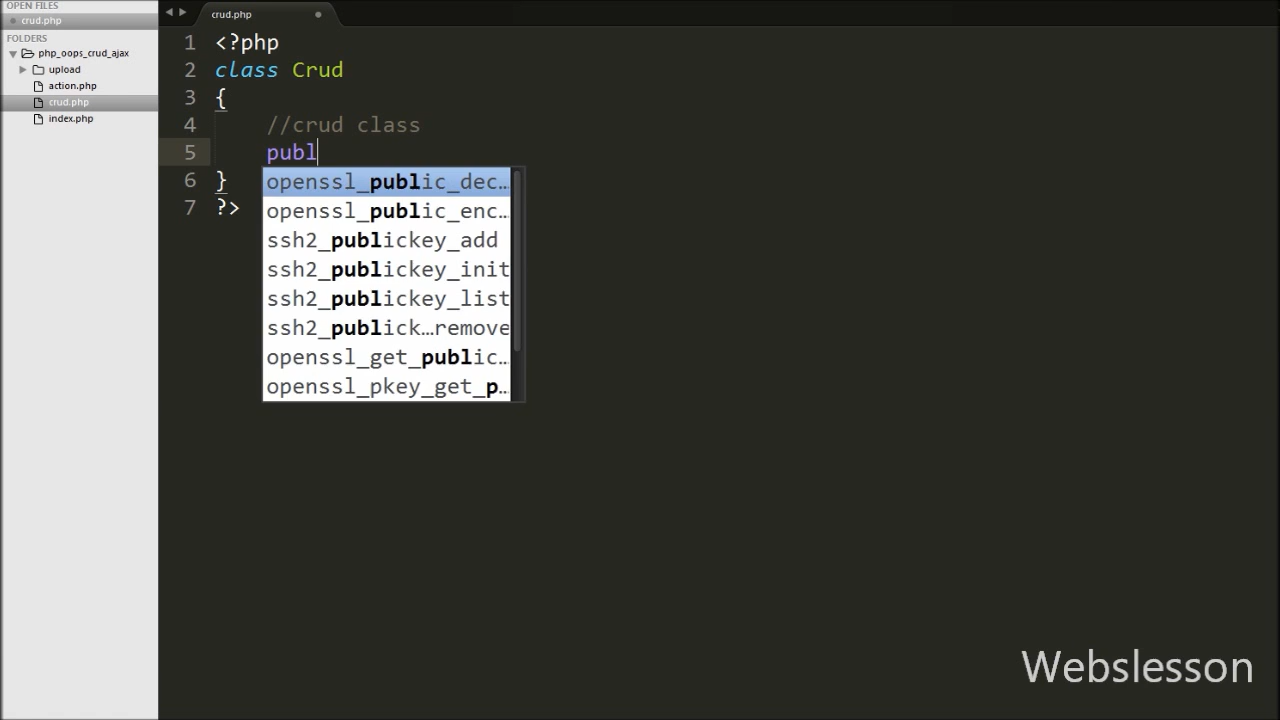 OPEN FILES
crud.php
FOLDERS
php_oops_crud_ajax
upload
action.php
crud.php
index.php
crud.php
1 <?php
2 class Crud
3 {
4 //crud class
5 publ
6 }
7 ?>
openssl_public_dec…
openssl_public_enc…
ssh2_publickey_add
ssh2_publickey_init
ssh2_publickey_list
ssh2_publick…remove
openssl_get_public…
openssl_pkey_get_p…
Webslesson